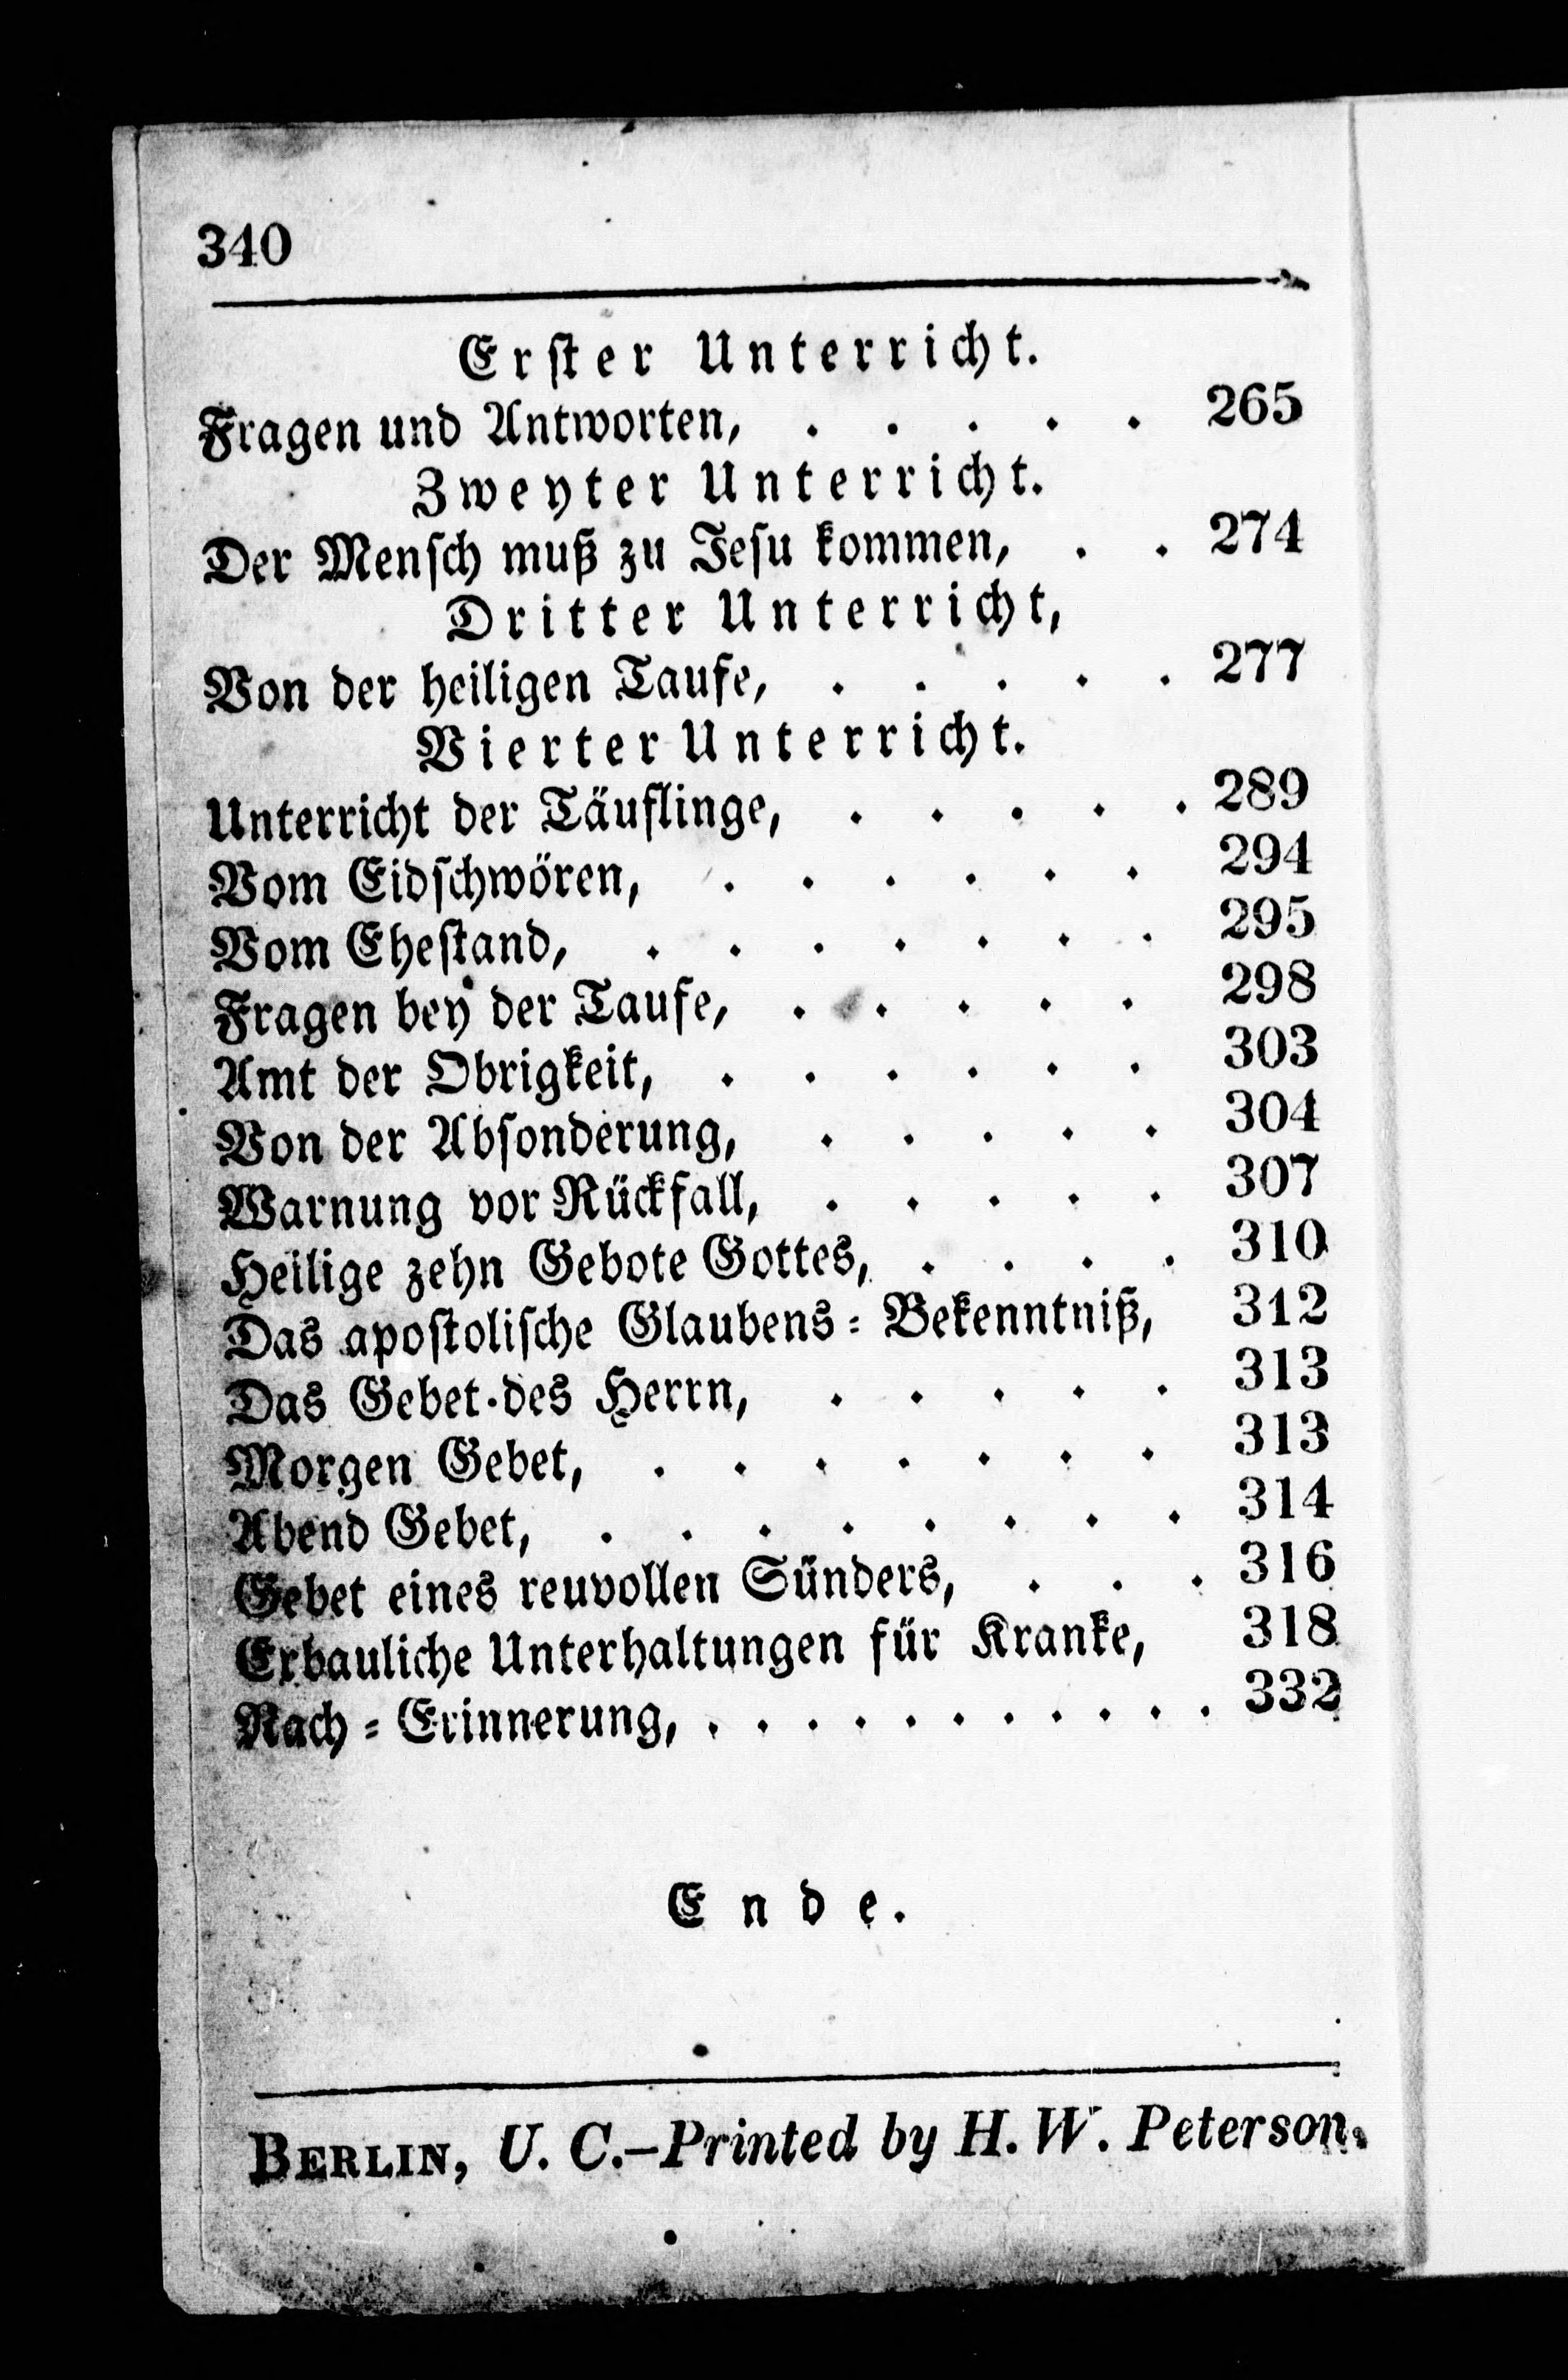 340
Erster Unterricht.
Fragen und Antworten, . . . . . 265
Zweyter Unterricht.
Der Mensch muß zu Jesu kommen, . . 274
Dritter Unterricht,
Von der heiligen Taufe, . . . . . 277
Vierter Unterricht.
Unterricht der Täuflinge, . . . . . 289
Vom Eidschwören, . . . . . . 294
Vom Ehestand, . . . . . . . 295
Fragen bey der Taufe, . . . . . 298
Amt der Obrigkeit, . . . . . . 303
Von der Absonderung, . . . . . 304
Warnung vor Rückfall, . . . . . 307
Heilige zehn Gebote Gottes, . . . . 310
Das apostolische Glaubens=Bekenntniß, 312
Das Gebet des Herrn, . . . . . 313
Morgen Gebet, . . . . . . . 313
Abend Gebet, . . . . . . . . 314
Gebet eines reuvollen Sünders, . . . 316
Erbauliche Unterhaltungen für Kranke, 318
Nach=Erinnerung, . . . . . . . . . . . 332
Ende.
BERLIN, U. C.–Printed by H. W. Peterson.